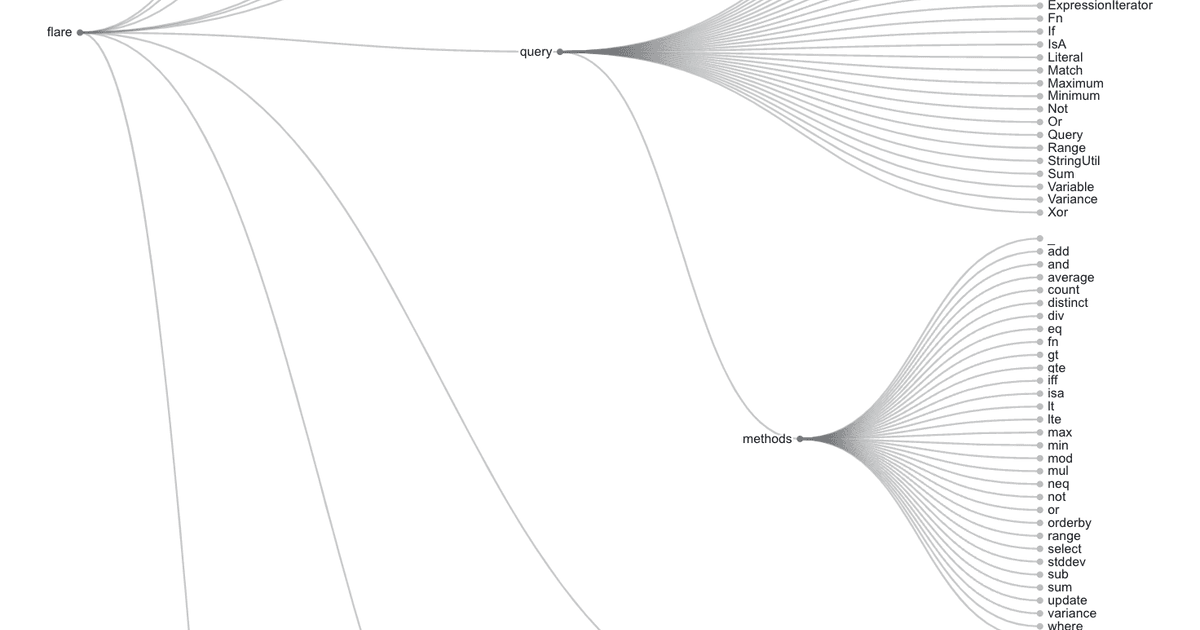 flare
query
ExpressionIterator
Fn
If
IsA
Literal
Match
Maximum
Minimum
Not
Or
Query
Range
StringUtil
Sum
Variable
Variance
Xor
methods
_
add
and
average
count
distinct
div
eq
fn
gt
gte
iff
isa
lt
lte
max
min
mod
mul
neq
not
or
orderby
range
select
stddev
sub
sum
update
variance
where